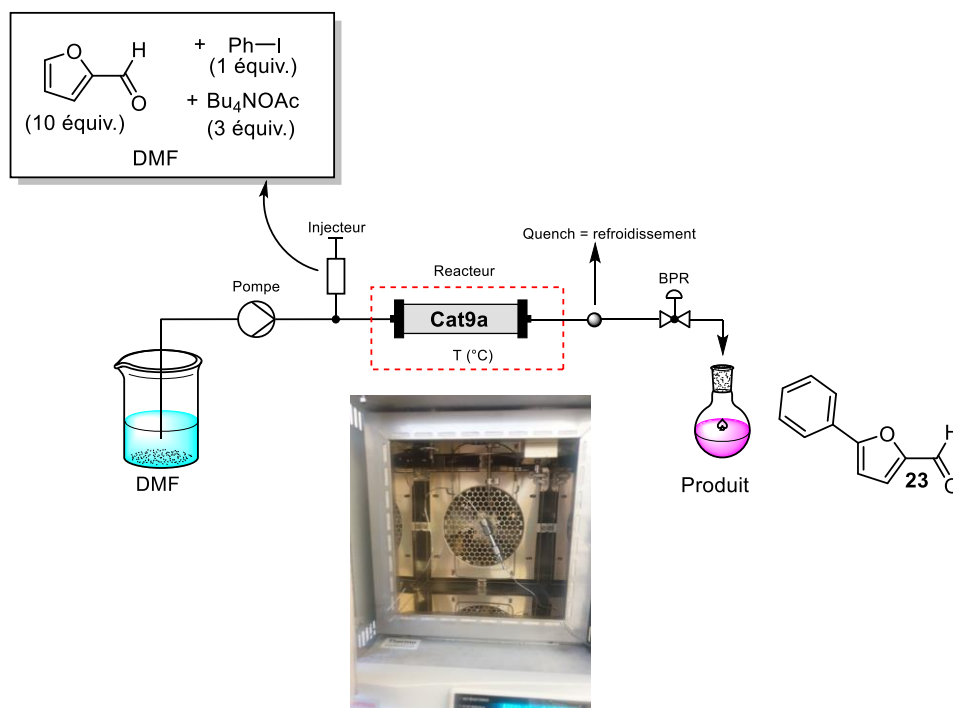 O
H
O
(10 équiv.)
+ Ph—I
(1 équiv.)
+ Bu₄NOAc
(3 équiv.)
DMF
Injecteur
Quench = refroidissement
Pompe
Reacteur
BPR
Cat9a
T (°C)
DMF
Produit
O
H
23
O